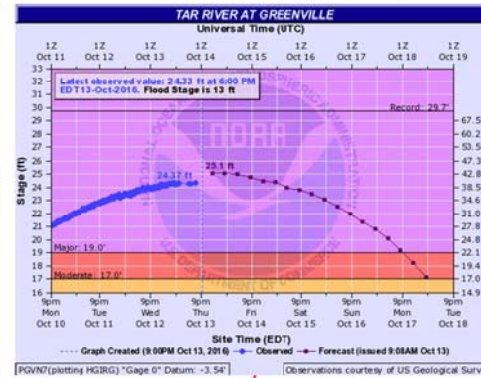 TAR RIVER AT GREENVILLE
Universal Time (UTC)
1Z 1Z 1Z 1Z 1Z 1Z 1Z 1Z 1Z
Oct 11 Oct 12 Oct 13 Oct 14 Oct 15 Oct 16 Oct 17 Oct 18 Oct 19
Latest observed value: 24.33 ft at 6:00 PM
EDT 13-Oct-2016. Flood Stage is 13 ft
Record: 29.7'
24.37 ft
25.1 ft
Major: 19.0'
Moderate: 17.0'
Stage (ft)
33
31
30
29
28
27
26
25
24
23
22
21
20
19
18
17
16
67.5
60.2
53.5
47.3
42.8
38.5
34.6
31.0
27.8
24.8
22.1
19.4
17.0
14.9
NOAA
U.S. DEPARTMENT OF COMMERCE
9pm 9pm 9pm 9pm 9pm 9pm 9pm 9pm 9pm
Mon Tue Wed Thu Fri Sat Sun Mon Tue
Oct 10 Oct 11 Oct 12 Oct 13 Oct 14 Oct 15 Oct 16 Oct 17 Oct 18
Site Time (EDT)
Graph Created (9:00PM Oct 13, 2016) Observed Forecast (issued 9:08AM Oct 13)
PGVN7(plotting HGIRG) "Gage 0" Datum: -3.54' Observations courtesy of US Geological Surv